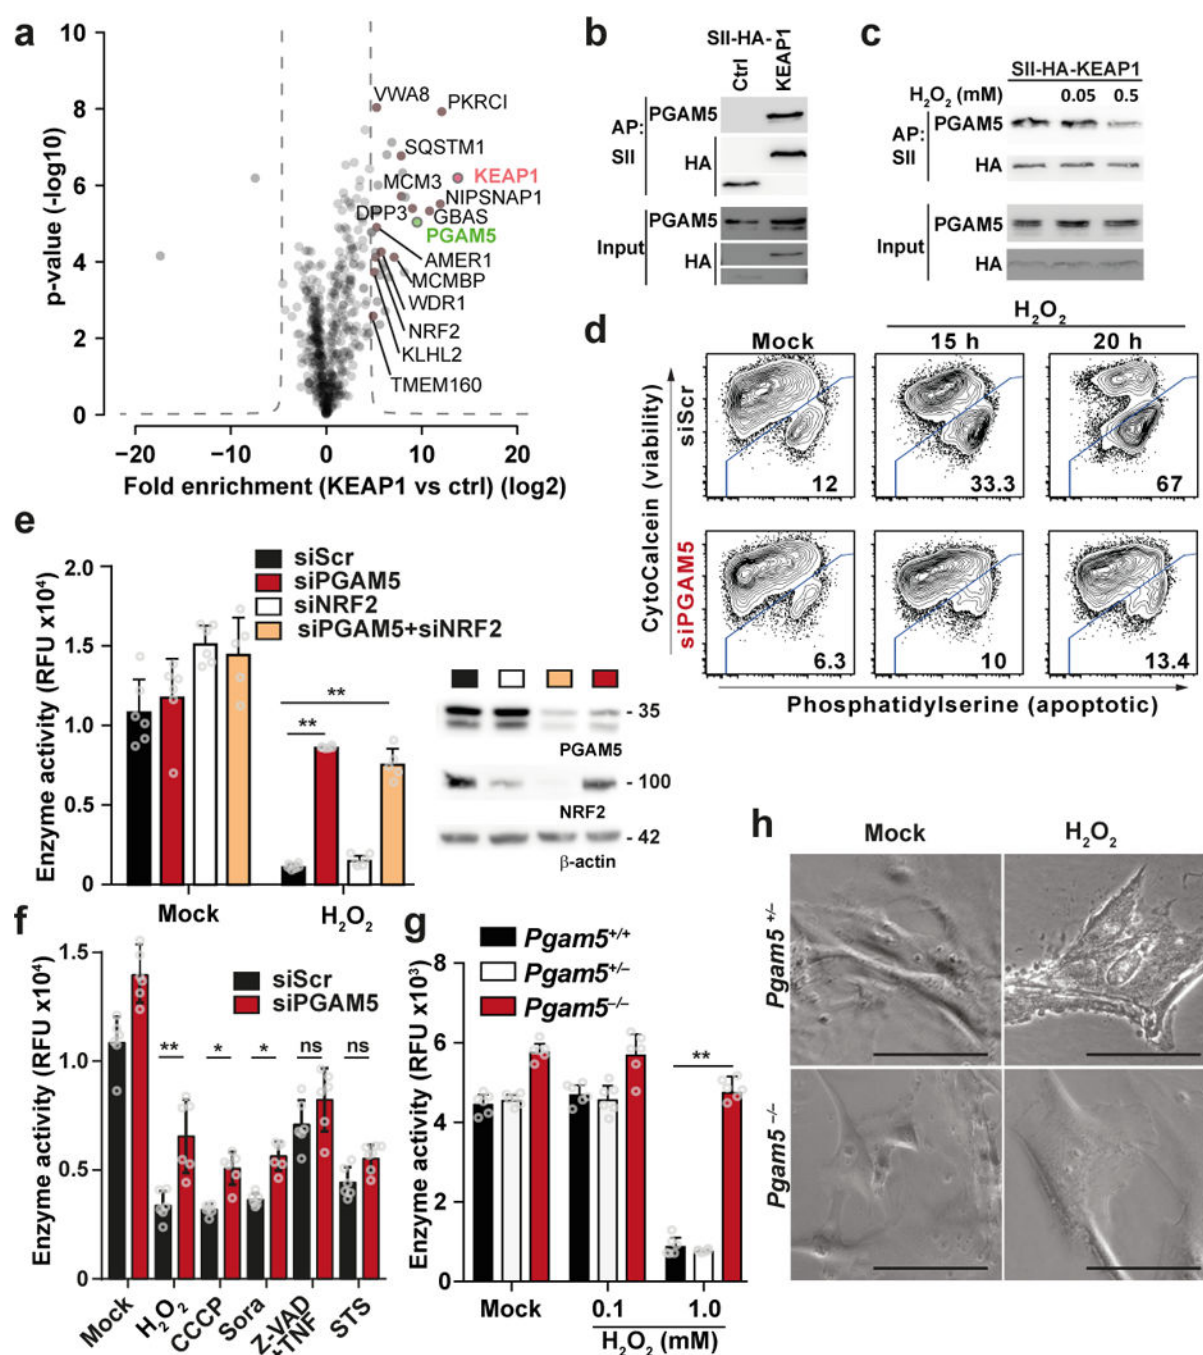 a
p-value (-log10)
10
8
6
4
2
0
VWA8
PKRCI
SQSTM1
KEAP1
MCM3
NIPSNAP1
DPP3
GBAS
PGAM5
AMER1
MCMBP
WDR1
NRF2
KLHL2
TMEM160
−20
−10
0
10
20
Fold enrichment (KEAP1 vs ctrl) (log2)
b
SII-HA-
Ctrl
KEAP1
AP:
SII
PGAM5
HA
Input
PGAM5
HA
c
SII-HA-KEAP1
H₂O₂ (mM)
0.05
0.5
AP:
SII
PGAM5
HA
Input
PGAM5
HA
d
H₂O₂
Mock
15 h
20 h
CytoCalcein (viability)
siScr
12
33.3
67
siPGAM5
6.3
10
13.4
Phosphatidylserine (apoptotic)
e
siScr
siPGAM5
siNRF2
siPGAM5+siNRF2
Enzyme activity (RFU x10⁴)
2.0
1.5
1.0
0.5
0
**
**
Mock
H₂O₂
- 35
PGAM5
- 100
NRF2
- 42
β-actin
f
siScr
siPGAM5
Enzyme activity (RFU x10⁴)
1.5
1.0
0.5
0
**
*
*
ns
ns
Mock
H₂O₂
CCCP
Sora
Z-VAD
+TNF
STS
g
Pgam5⁺/⁺
Pgam5⁺/⁻
Pgam5⁻/⁻
Enzyme activity (RFU x10³)
8
6
4
2
0
**
Mock
0.1
1.0
H₂O₂ (mM)
h
Mock
H₂O₂
Pgam5⁺/⁻
Pgam5⁻/⁻